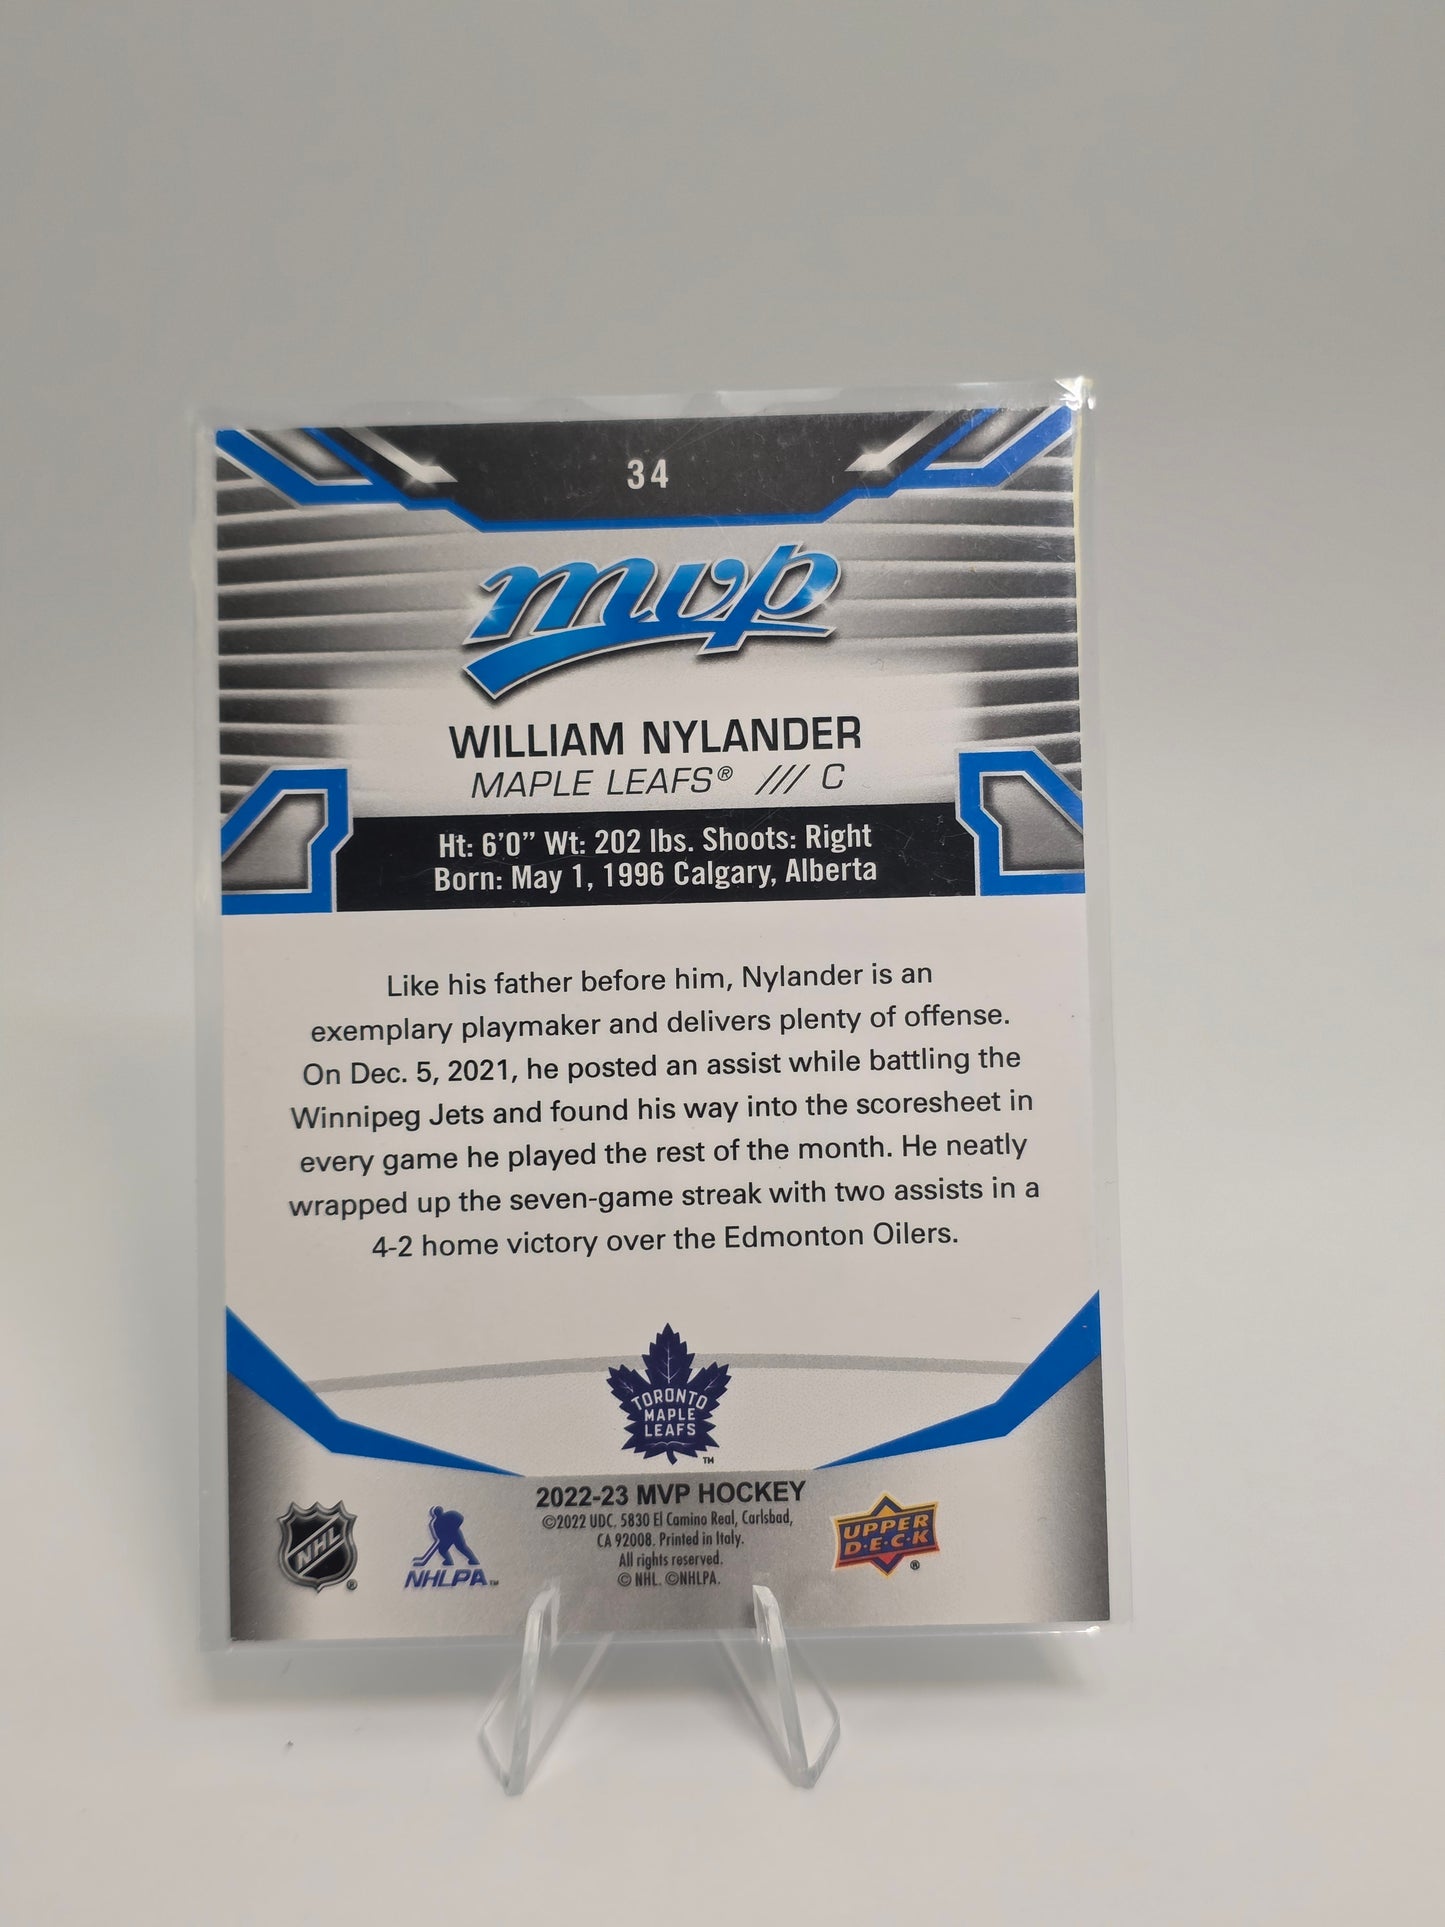 34
mvp
WILLIAM NYLANDER
MAPLE LEAFS® /// C
Ht: 6'0” Wt: 202 lbs. Shoots: Right
Born: May 1, 1996 Calgary, Alberta
Like his father before him, Nylander is an
exemplary playmaker and delivers plenty of offense.
On Dec. 5, 2021, he posted an assist while battling the
Winnipeg Jets and found his way into the scoresheet in
every game he played the rest of the month. He neatly
wrapped up the seven-game streak with two assists in a
4-2 home victory over the Edmonton Oilers.
TORONTO
MAPLE
LEAFS
™
2022-23 MVP HOCKEY
©2022 UDC. 5830 El Camino Real, Carlsbad,
CA 92008. Printed in Italy.
All rights reserved.
© NHL. ©NHLPA.
NHL ®
NHLPA™
UPPER
D·E·C·K ®